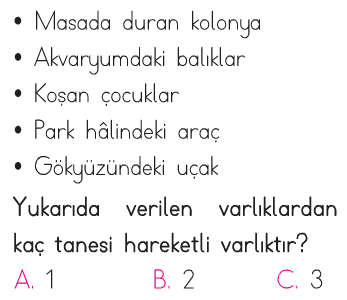 • Masada duran kolonya
• Akvaryumdaki balıklar
• Koşan çocuklar
• Park hâlindeki araç
• Gökyüzündeki uçak
Yukarıda verilen varlıklardan
kaç tanesi hareketli varlıktır?
A. 1 B. 2 C. 3